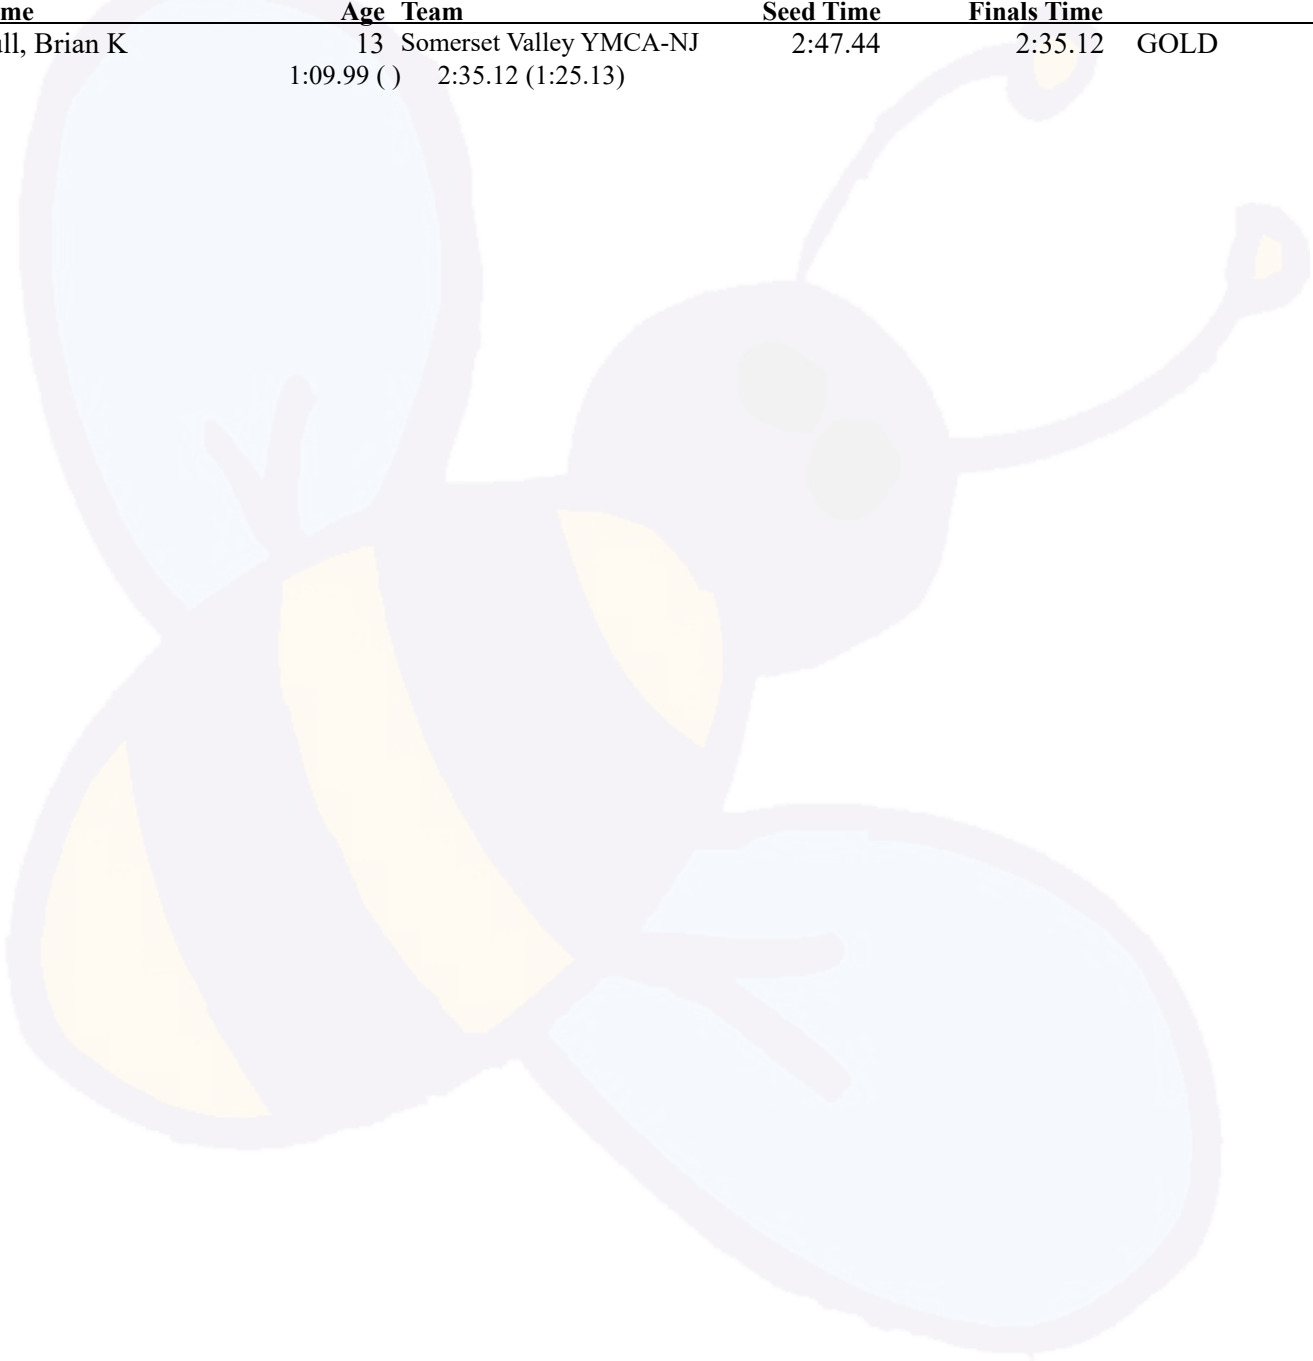 me Age Team Seed Time Finals Time
ll, Brian K 13 Somerset Valley YMCA-NJ 2:47.44 2:35.12 GOLD
1:09.99 ( ) 2:35.12 (1:25.13)